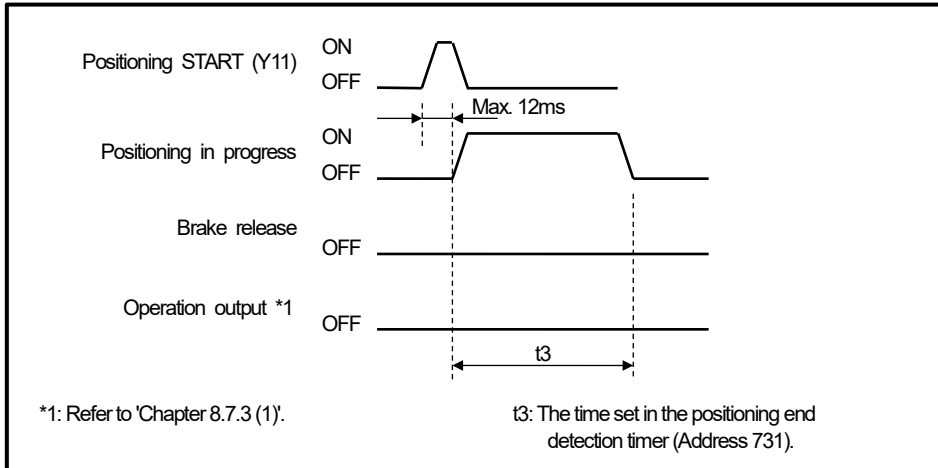 Positioning START (Y11)
ON
OFF
Max. 12ms
Positioning in progress
ON
OFF
Brake release
OFF
Operation output *1
OFF
t3
*1: Refer to 'Chapter 8.7.3 (1)'.
t3: The time set in the positioning end
detection timer (Address 731).